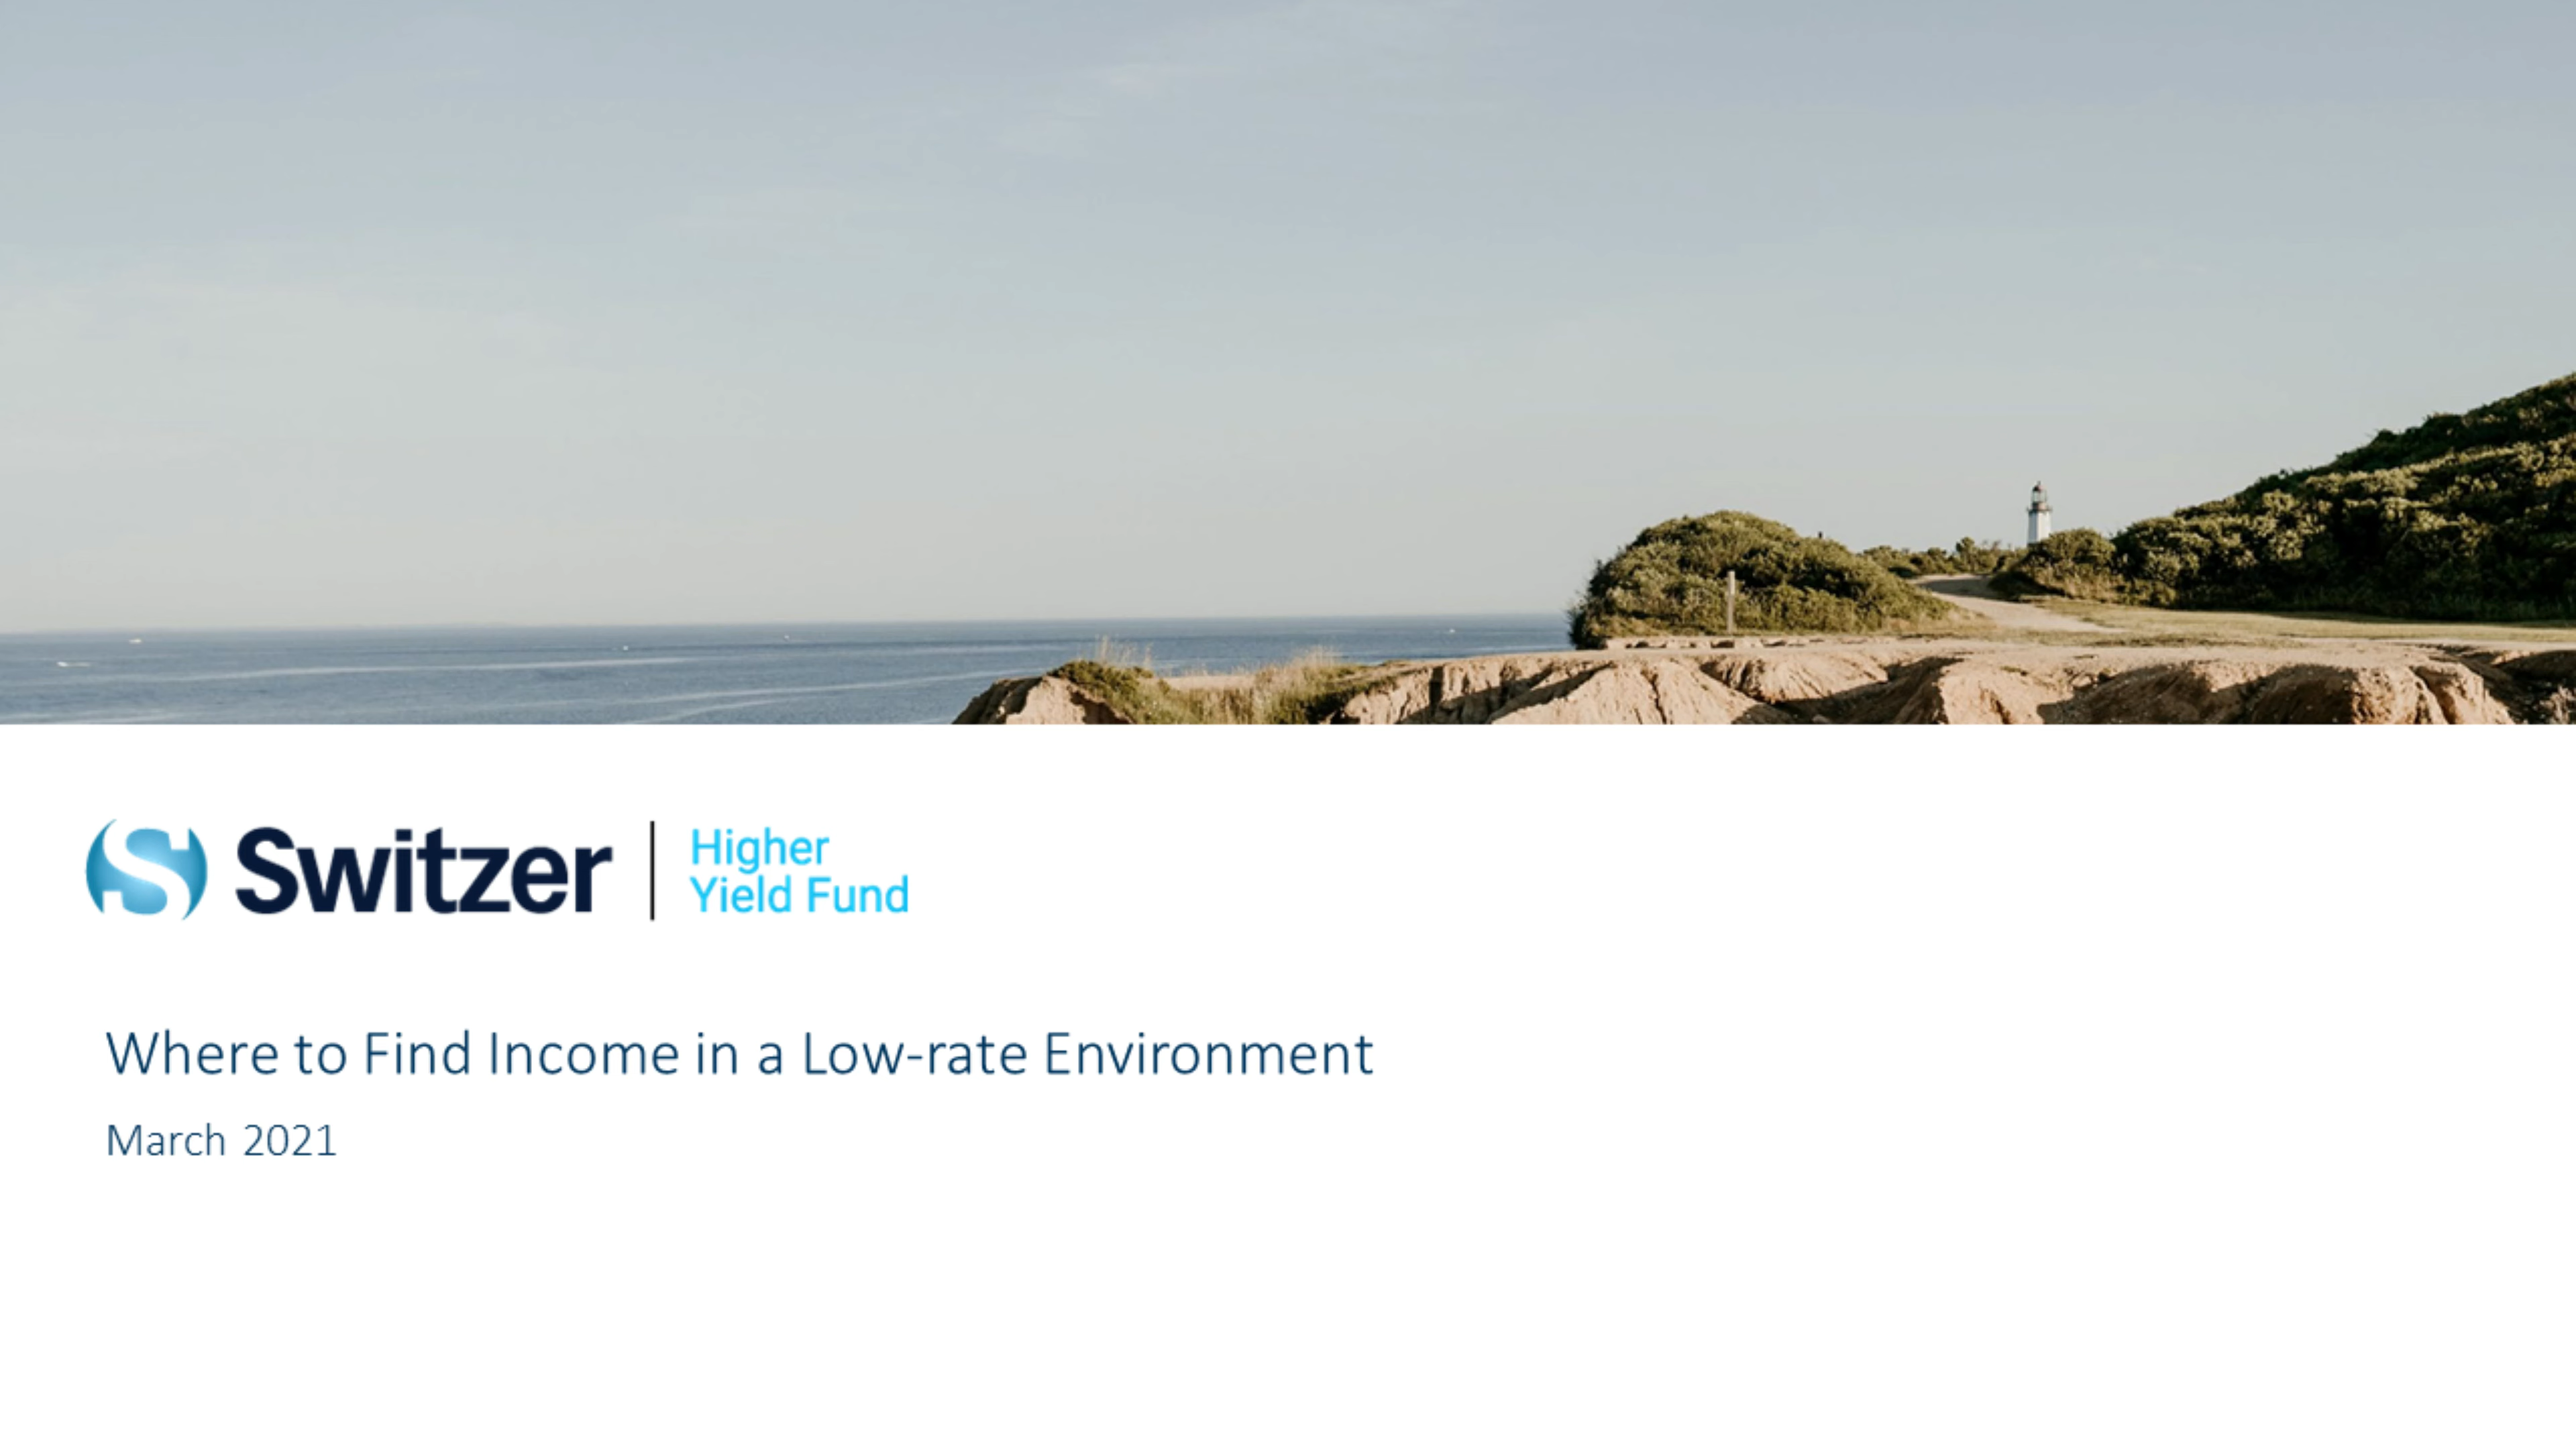 Switzer
Higher
Yield Fund
Where to Find Income in a Low-rate Environment
March 2021